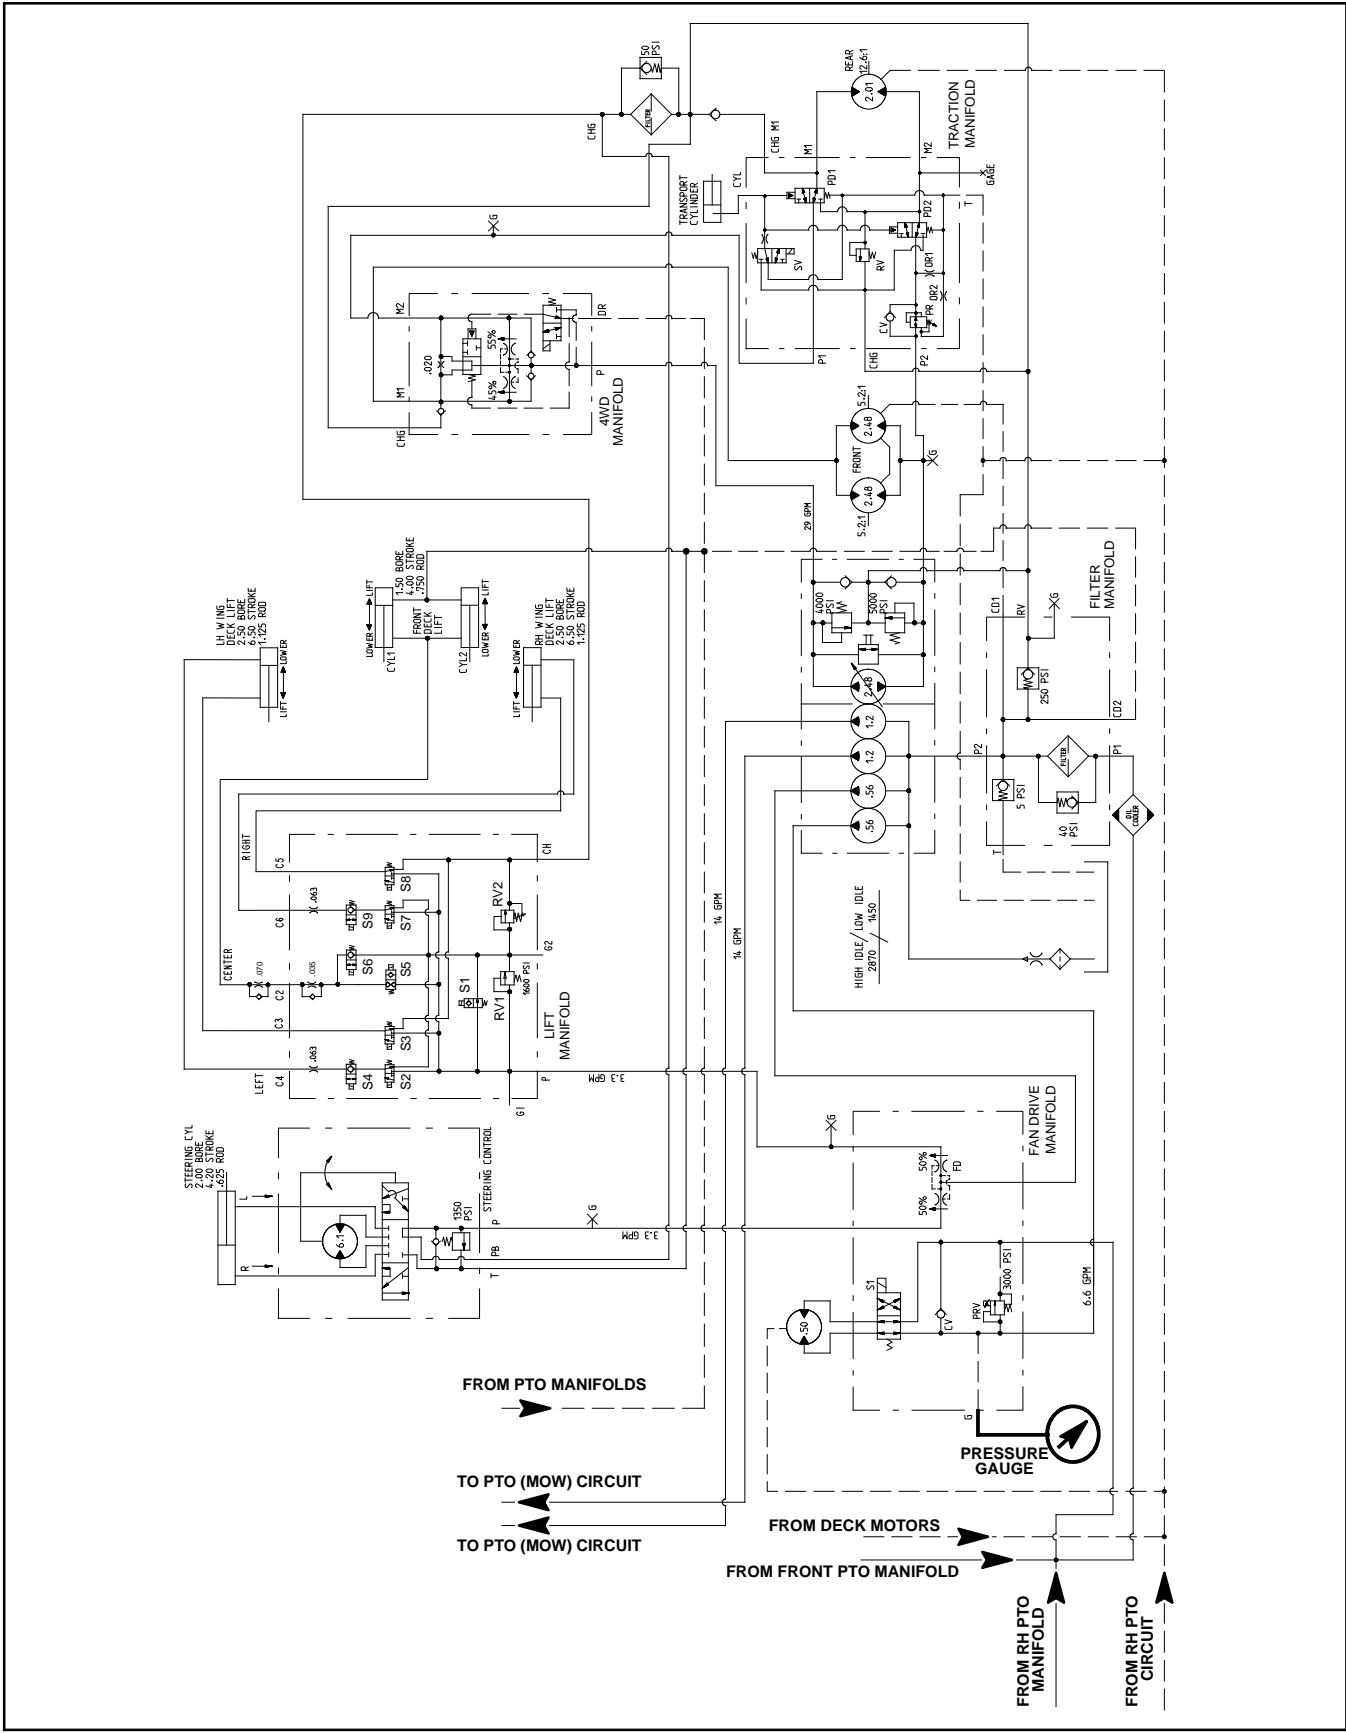 50
PSI
FILTER
CHG
REAR
12.6:1
2.01
TRACTION
MANIFOLD
CHG M1
M1
M2
TRANSPORT
CYLINDER
CYL
PD1
GAGE
T
PD2
SV
RV
OR1
OR2
PR
CV
P1
CHG
P2
G
M2
DR
.020
55%
45%
M1
P
CHG
4WD
MANIFOLD
5.2:1
2.48
FRONT
2.48
5.2:1
G
29 GPM
LH WING
DECK LIFT
2.50 BORE
6.50 STROKE
1.125 ROD
LOWER
LIFT
1.50 BORE
4.00 STROKE
.750 ROD
LIFT
LOWER
FRONT
DECK
LIFT
CYL1
CYL2
LIFT
LOWER
RH WING
DECK LIFT
2.50 BORE
6.50 STROKE
1.125 ROD
LOWER
LIFT
4000
PSI
5000
PSI
2.48
1.2
1.2
.56
.56
CD1
RV
G
FILTER
MANIFOLD
250 PSI
CD2
P2
FILTER
P1
5 PSI
40
PSI
OIL
COOLER
T
RIGHT
C5
C6
.063
S9
S8
S7
CENTER
.070
C2
.035
S6
S5
C3
S3
LEFT
C4
.063
S4
S2
S1
RV2
RV1
1600 PSI
CH
G2
LIFT
MANIFOLD
P
G1
3.3 GPM
14 GPM
14 GPM
HIGH IDLE / LOW IDLE
2870 / 1450
STEERING CYL
2.00 BORE
4.20 STROKE
.625 ROD
L
R
6.1
STEERING CONTROL
1350
PSI
P
PB
T
G
3.3 GPM
G
FAN DRIVE
MANIFOLD
50%
50%
FD
S1
.50
CV
PRV
3000 PSI
6.6 GPM
G
PRESSURE
GAUGE
FROM PTO MANIFOLDS
TO PTO (MOW) CIRCUIT
TO PTO (MOW) CIRCUIT
FROM DECK MOTORS
FROM FRONT PTO MANIFOLD
FROM RH PTO
MANIFOLD
FROM RH PTO
CIRCUIT